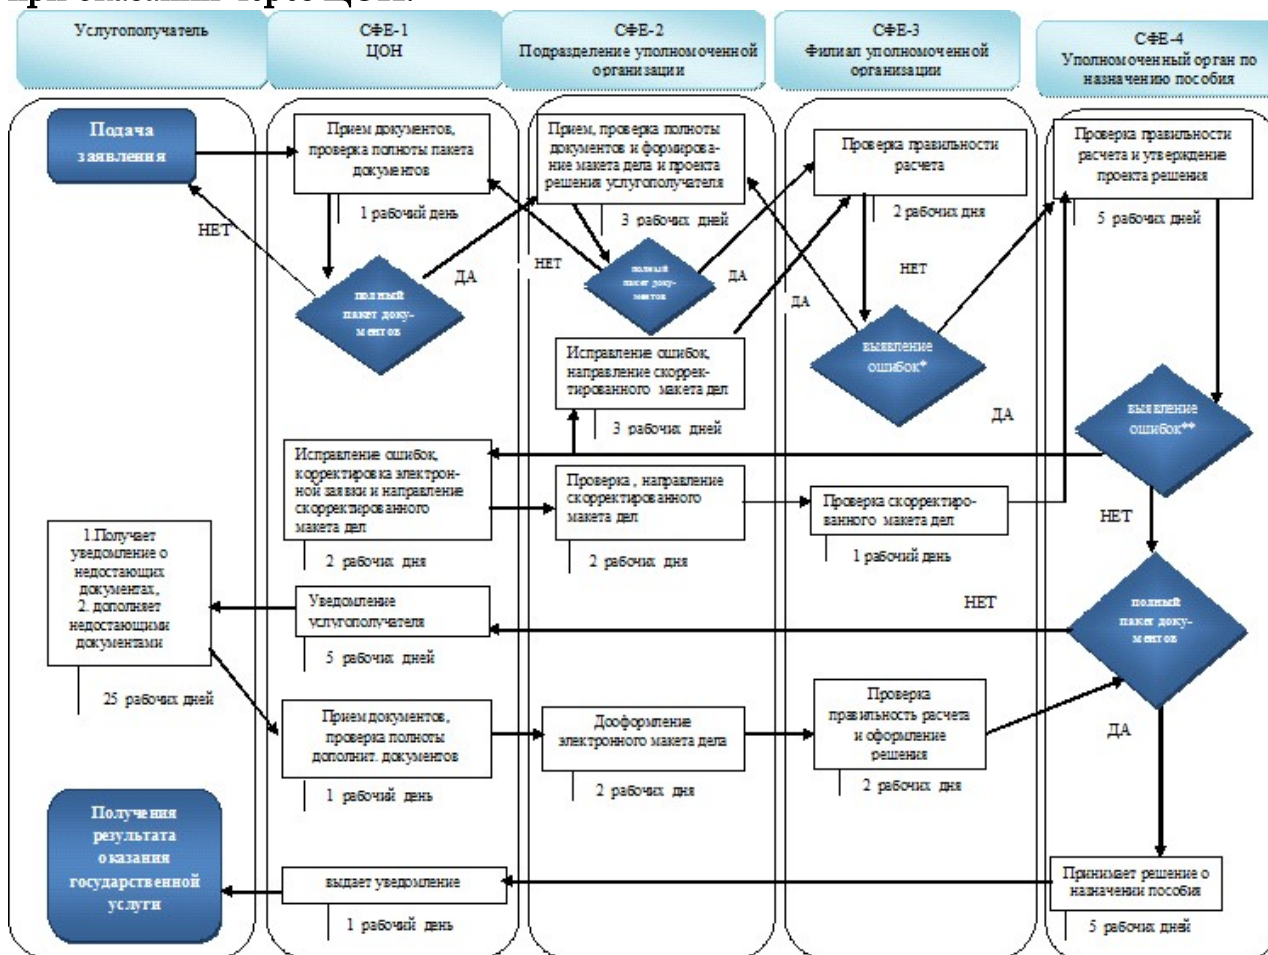 при оказании через ЦОН.
Услугополучатель
СФЕ-1
ЦОН
СФЕ-2
Подразделение уполномоченной
организации
СФЕ-3
Филиал уполномоченной
организации
СФЕ-4
Уполномоченный орган по
назначению пособия
Подача
заявления
Прием документов,
проверка полноты пакета
документов
1 рабочий день
Прием, проверка полноты
документов и формирова-
ние макета дела и проекта
решения услугополучателя
3 рабочих дней
Проверка правильности
расчета
2 рабочих дня
Проверка правильности
расчета и утверждение
проекта решения
5 рабочих дней
НЕТ
ДА
НЕТ
ДА
ДА
НЕТ
полный
пакет доку-
ментов
полный
пакет доку-
ментов
выявление
ошибок*
Исправление ошибок,
направление скоррек-
тированного макета дел
3 рабочих дней
ДА
выявление
ошибок**
Исправление ошибок,
корректировка электрон-
ной заявки и направление
скорректированного
макета дел
2 рабочих дня
Проверка , направление
скорректированного
макета дел
2 рабочих дня
Проверка скорректиро-
ванного макета дел
1 рабочий день
НЕТ
1.Получает
уведомление о
недостающих
документах,
2. дополняет
недостающими
документами
25 рабочих дней
Уведомление
услугополучателя
5 рабочих дней
НЕТ
полный
пакет доку-
ментов
Прием документов,
проверка полноты
дополнит. документов
1 рабочий день
Дооформление
электронного макета дела
2 рабочих дня
Проверка
правильность расчета
и оформление
решения
2 рабочих дня
ДА
Получения
результата
оказания
государственной
услуги
выдает уведомление
1 рабочий день
Принимает решение о
назначении пособия
5 рабочих дней